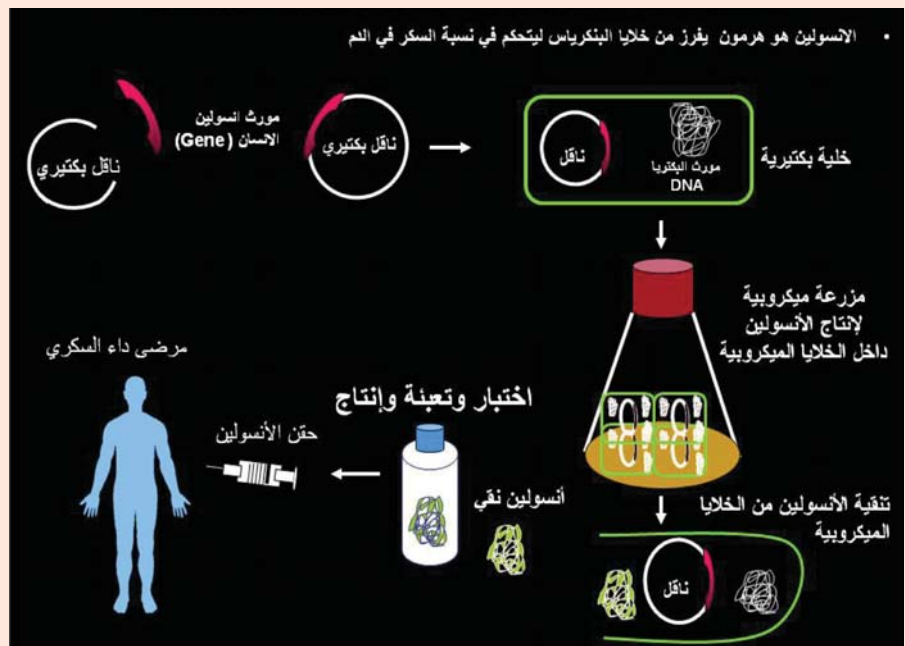 • الانسولين هو هرمون يفرز من خلايا البنكرياس ليتحكم في نسبة السكر في الدم
ناقل بكتيري
مورث انسولين
الانسان (Gene)
ناقل بكتيري
ناقل
مورث البكتريا
DNA
خلية بكتيرية
مزرعة ميكروبية
لإنتاج الأنسولين
داخل الخلايا الميكروبية
تنقية الأنسولين من الخلايا
الميكروبية
ناقل
اختبار وتعبئة وإنتاج
أنسولين نقي
حقن الأنسولين
مرضى داء السكري